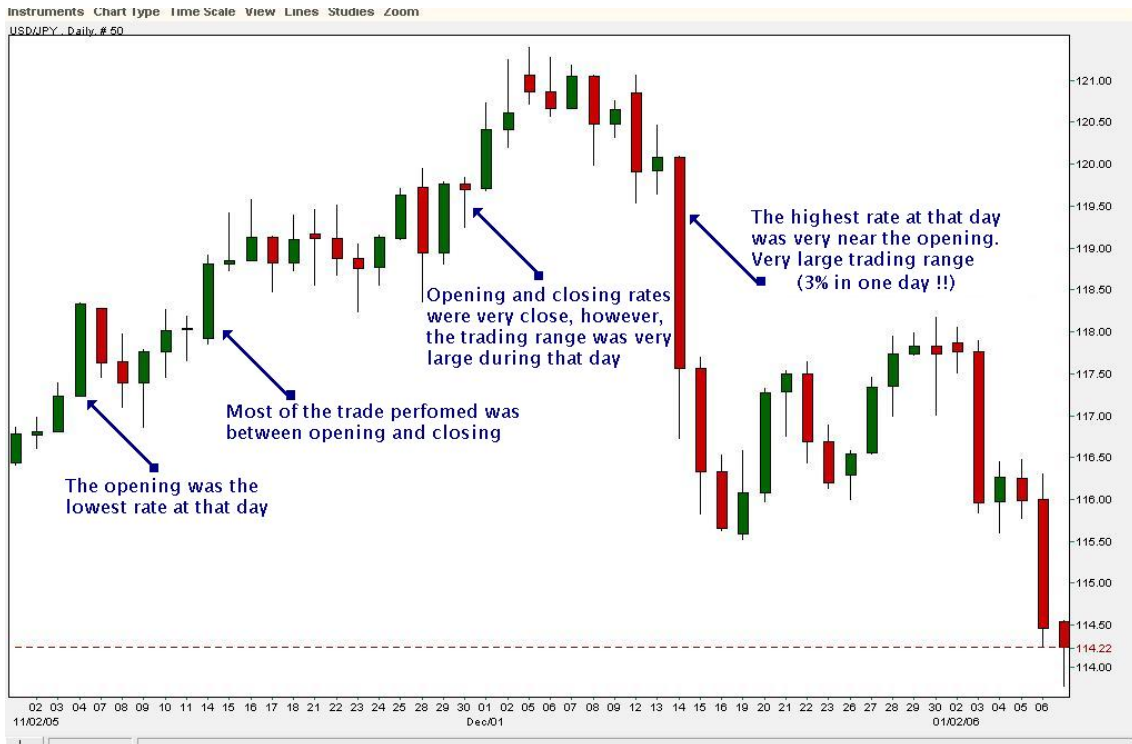 Instruments Chart Type Time Scale View Lines Studies Zoom
USD/JPY . Daily. # 50
121.00
120.50
120.00
119.50
119.00
118.50
118.00
117.50
117.00
116.50
116.00
115.50
115.00
114.50
114.22
114.00
The highest rate at that day
was very near the opening.
Very large trading range
(3% in one day !!)
Opening and closing rates
were very close, however,
the trading range was very
large during that day
Most of the trade perfomed was
between opening and closing
The opening was the
lowest rate at that day
02 03 04 07 08 09 10 11 14 15 16 17 18 21 22 23 24 25 28 29 30 01 02 05 06 07 08 09 12 13 14 15 16 19 20 21 22 23 26 27 28 29 30 02 03 04 05 06
11/02/05 Dec/01 01/02/06